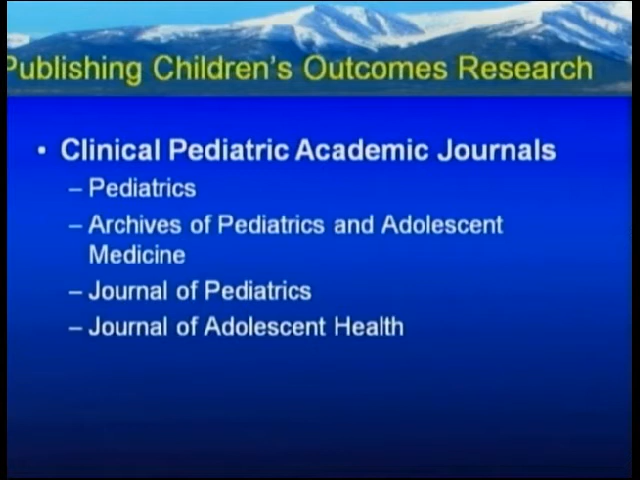 Publishing Children's Outcomes Research
• Clinical Pediatric Academic Journals
– Pediatrics
– Archives of Pediatrics and Adolescent
Medicine
– Journal of Pediatrics
– Journal of Adolescent Health